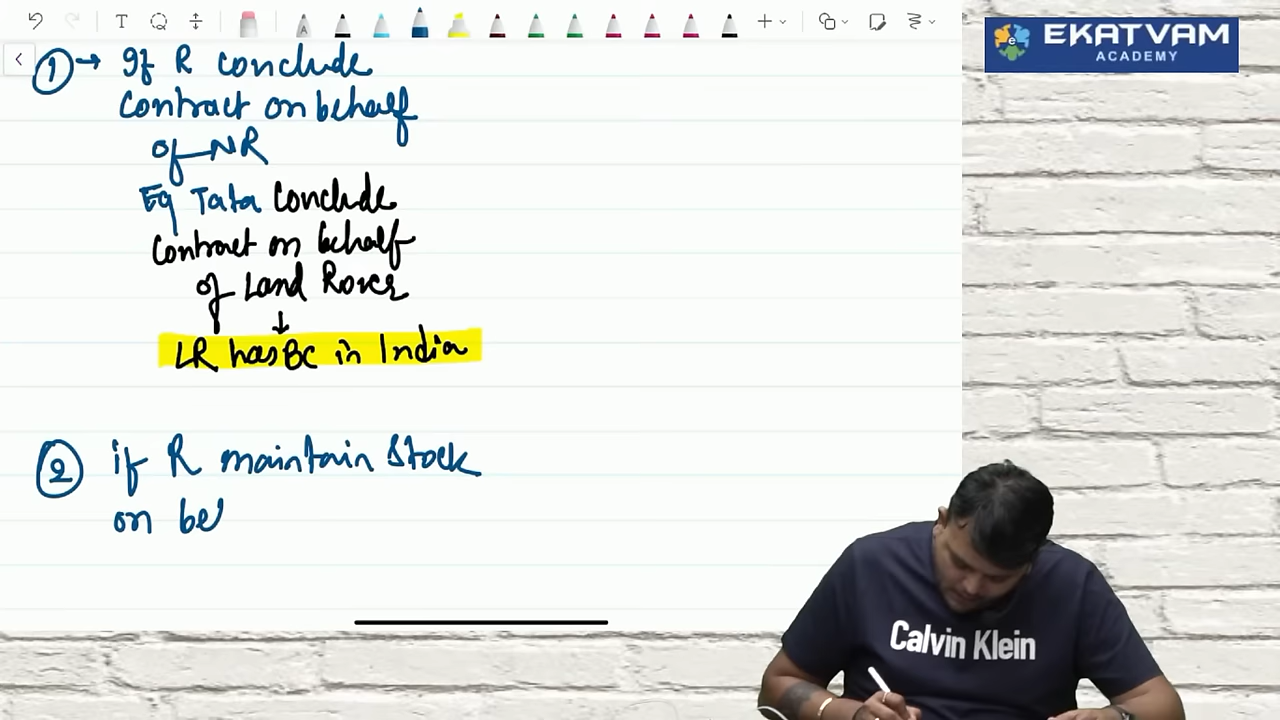 EKATVAM
ACADEMY
① → If R conclude
Contract on behalf
of NR
Eg Tata Conclude
Contract on behalf
of Land Rover
↓
LR has BC in India
② if R maintain Stock
on be
Calvin Klein